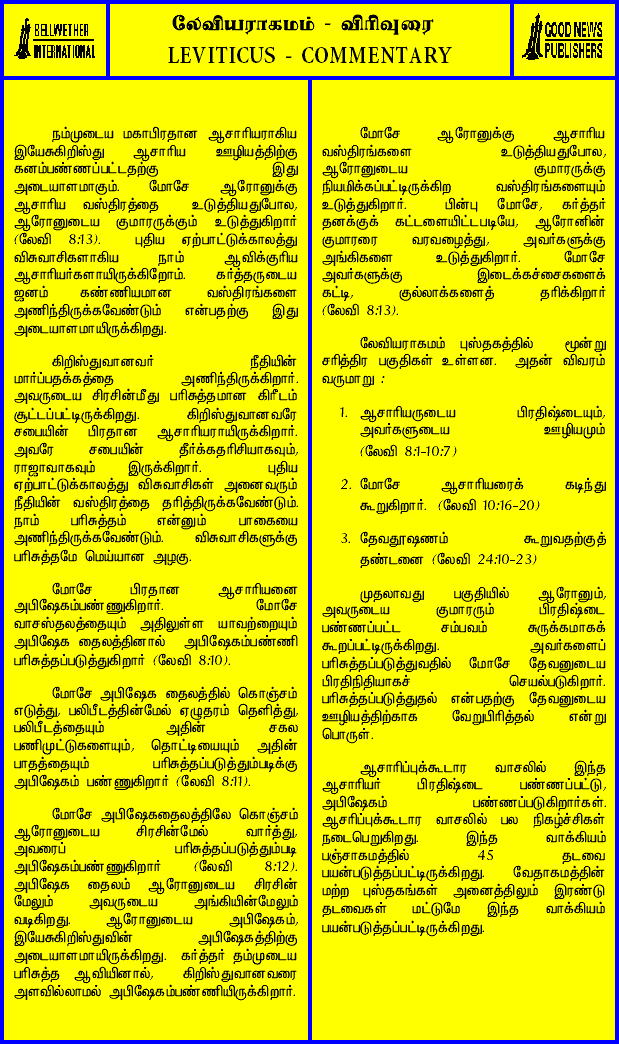 BELLWETHER
INTERNATIONAL
லேவியராகமம் - விரிவுரை
LEVITICUS - COMMENTARY
GOOD NEWS
PUBLISHERS
நம்முடைய மகாபிரதான ஆசாரியராகிய
இயேசுகிறிஸ்து ஆசாரிய ஊழியத்திற்கு
கனம்பண்ணப்பட்டதற்கு இது
அடையாளமாகும். மோசே ஆரோனுக்கு
ஆசாரிய வஸ்திரத்தை உடுத்தியதுபோல,
ஆரோனுடைய குமாரருக்கும் உடுத்துகிறார்
(லேவி 8:13). புதிய ஏற்பாட்டுக்காலத்து
விசுவாசிகளாகிய நாம் ஆவிக்குரிய
ஆசாரியர்களாயிருக்கிறோம். கர்த்தருடைய
ஜனம் கண்ணியமான வஸ்திரங்களை
அணிந்திருக்கவேண்டும் என்பதற்கு இது
அடையாளமாயிருக்கிறது.
கிறிஸ்துவானவர் நீதியின்
மார்ப்பதக்கத்தை அணிந்திருக்கிறார்.
அவருடைய சிரசின்மீது பரிசுத்தமான கிரீடம்
சூட்டப்பட்டிருக்கிறது. கிறிஸ்துவானவரே
சபையின் பிரதான ஆசாரியராயிருக்கிறார்.
அவரே சபையின் தீர்க்கதரிசியாகவும்,
ராஜாவாகவும் இருக்கிறார். புதிய
ஏற்பாட்டுக்காலத்து விசுவாசிகள் அனைவரும்
நீதியின் வஸ்திரத்தை தரித்திருக்கவேண்டும்.
நாம் பரிசுத்தம் என்னும் பாகையை
அணிந்திருக்கவேண்டும். விசுவாசிகளுக்கு
பரிசுத்தமே மெய்யான அழகு.
மோசே பிரதான ஆசாரியனை
அபிஷேகம்பண்ணுகிறார். மோசே
வாசஸ்தலத்தையும் அதிலுள்ள யாவற்றையும்
அபிஷேக தைலத்தினால் அபிஷேகம்பண்ணி
பரிசுத்தப்படுத்துகிறார் (லேவி 8:10).
மோசே அபிஷேக தைலத்தில் கொஞ்சம்
எடுத்து, பலிபீடத்தின்மேல் ஏழுதரம் தெளித்து,
பலிபீடத்தையும் அதின் சகல
பணிமுட்டுகளையும், தொட்டியையும் அதின்
பாதத்தையும் பரிசுத்தப்படுத்தும்படிக்கு
அபிஷேகம் பண்ணுகிறார் (லேவி 8:11).
மோசே அபிஷேகதைலத்திலே கொஞ்சம்
ஆரோனுடைய சிரசின்மேல் வார்த்து,
அவரைப் பரிசுத்தப்படுத்தும்படி
அபிஷேகம்பண்ணுகிறார் (லேவி 8:12).
அபிஷேக தைலம் ஆரோனுடைய சிரசின்
மேலும் அவருடைய அங்கியின்மேலும்
வடிகிறது. ஆரோனுடைய அபிஷேகம்,
இயேசுகிறிஸ்துவின் அபிஷேகத்திற்கு
அடையாளமாயிருக்கிறது. கர்த்தர் தம்முடைய
பரிசுத்த ஆவியினால், கிறிஸ்துவானவரை
அளவில்லாமல் அபிஷேகம்பண்ணியிருக்கிறார்.
மோசே ஆரோனுக்கு ஆசாரிய
வஸ்திரங்களை உடுத்தியதுபோல,
ஆரோனுடைய குமாரருக்கு
நியமிக்கப்பட்டிருக்கிற வஸ்திரங்களையும்
உடுத்துகிறார். பின்பு மோசே, கர்த்தர்
தனக்குக் கட்டளையிட்டபடியே, ஆரோனின்
குமாரரை வரவழைத்து, அவர்களுக்கு
அங்கிகளை உடுத்துகிறார். மோசே
அவர்களுக்கு இடைக்கச்சைகளைக்
கட்டி, குல்லாக்களைத் தரிக்கிறார்
(லேவி 8:13).
லேவியராகமம் புஸ்தகத்தில் மூன்று
சரித்திர பகுதிகள் உள்ளன. அதன் விவரம்
வருமாறு :
1. ஆசாரியருடைய பிரதிஷ்டையும்,
அவர்களுடைய ஊழியமும்
(லேவி 8:1-10:7)
2. மோசே ஆசாரியரைக் கடிந்து
கூறுகிறார். (லேவி 10:16-20)
3. தேவதூஷணம் கூறுவதற்குத்
தண்டனை (லேவி 24:10-23)
முதலாவது பகுதியில் ஆரோனும்,
அவருடைய குமாரரும் பிரதிஷ்டை
பண்ணப்பட்ட சம்பவம் சுருக்கமாகக்
கூறப்பட்டிருக்கிறது. அவர்களைப்
பரிசுத்தப்படுத்துவதில் மோசே தேவனுடைய
பிரதிநிதியாகச் செயல்படுகிறார்.
பரிசுத்தப்படுத்துதல் என்பதற்கு தேவனுடைய
ஊழியத்திற்காக வேறுபிரித்தல் என்று
பொருள்.
ஆசாரிப்புக்கூடார வாசலில் இந்த
ஆசாரியர் பிரதிஷ்டை பண்ணப்பட்டு,
அபிஷேகம் பண்ணப்படுகிறார்கள்.
ஆசரிப்புக்கூடார வாசலில் பல நிகழ்ச்சிகள்
நடைபெறுகிறது. இந்த வாக்கியம்
பஞ்சாகமத்தில் 45 தடவை
பயன்படுத்தப்பட்டிருக்கிறது. வேதாகமத்தின்
மற்ற புஸ்தகங்கள் அனைத்திலும் இரண்டு
தடவைகள் மட்டுமே இந்த வாக்கியம்
பயன்படுத்தப்பட்டிருக்கிறது.